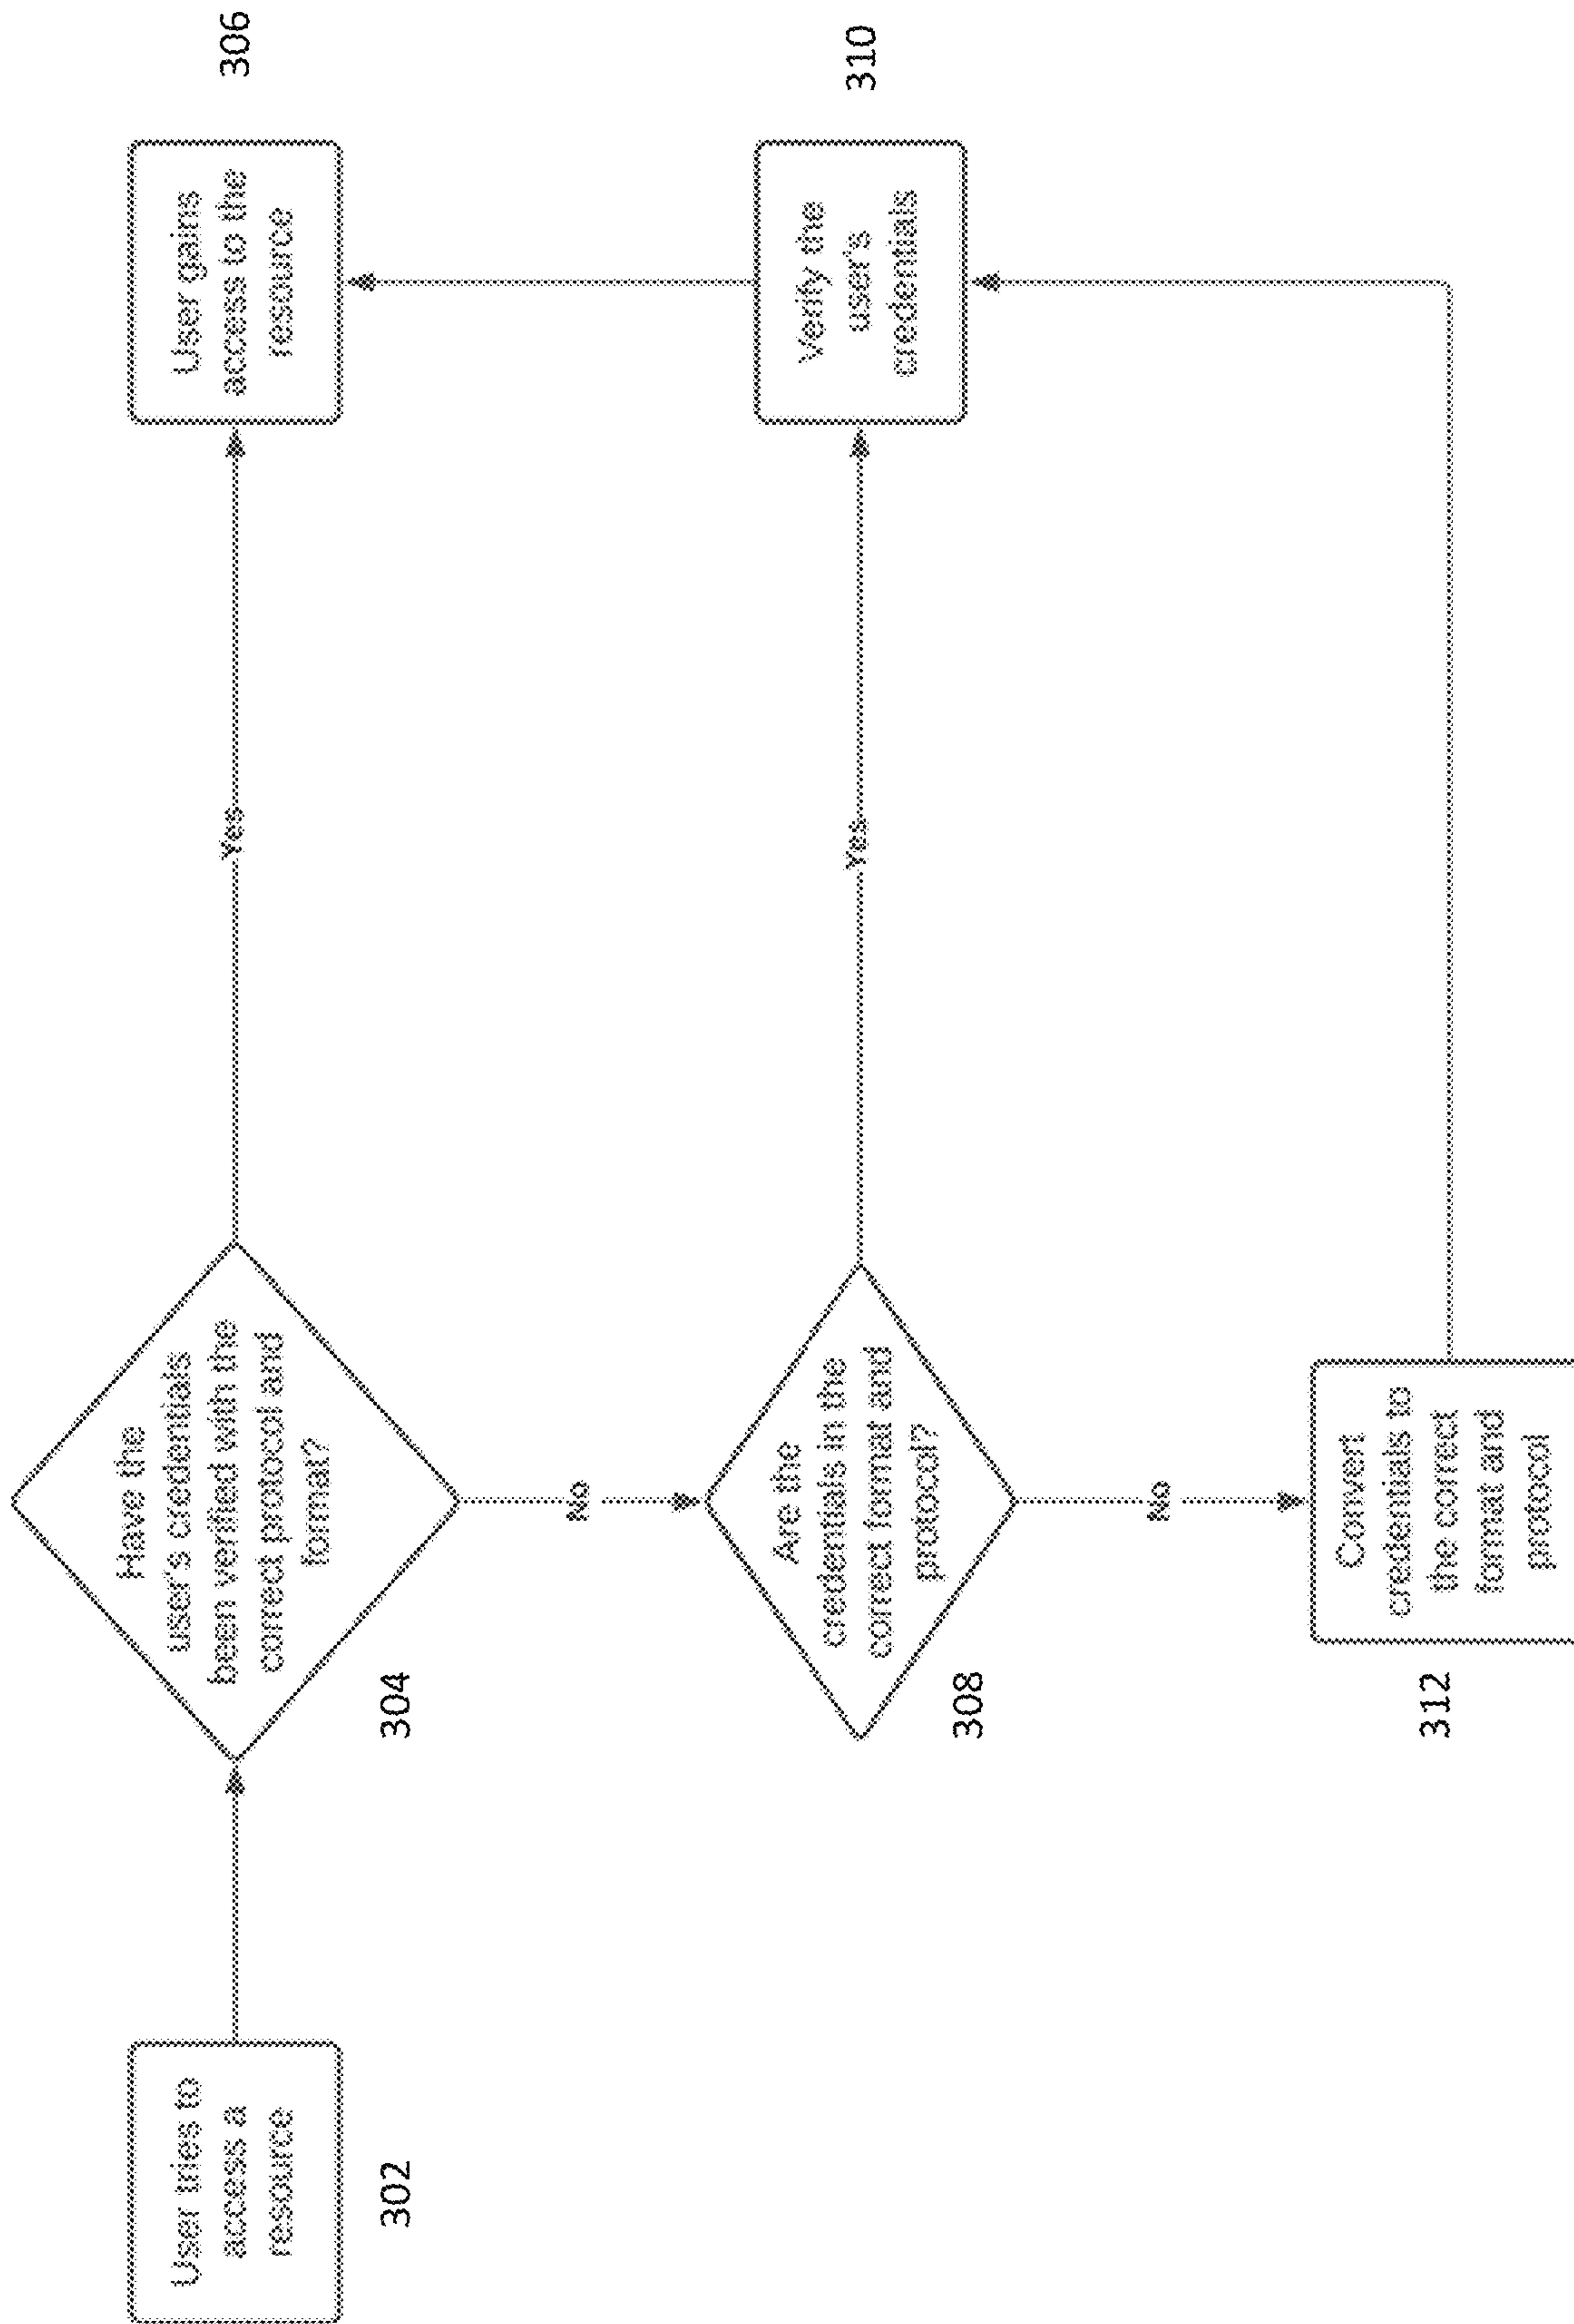 User tries to
access a
resource
302
Have the
user's credentials
been verified with the
correct protocol and
format?
304
Yes
User gains
access to the
resource
306
No
Are the
credentials in the
correct format and
protocol?
308
Yes
Verify the
user's
credentials
310
No
Convert
credentials to
the correct
format and
protocol
312